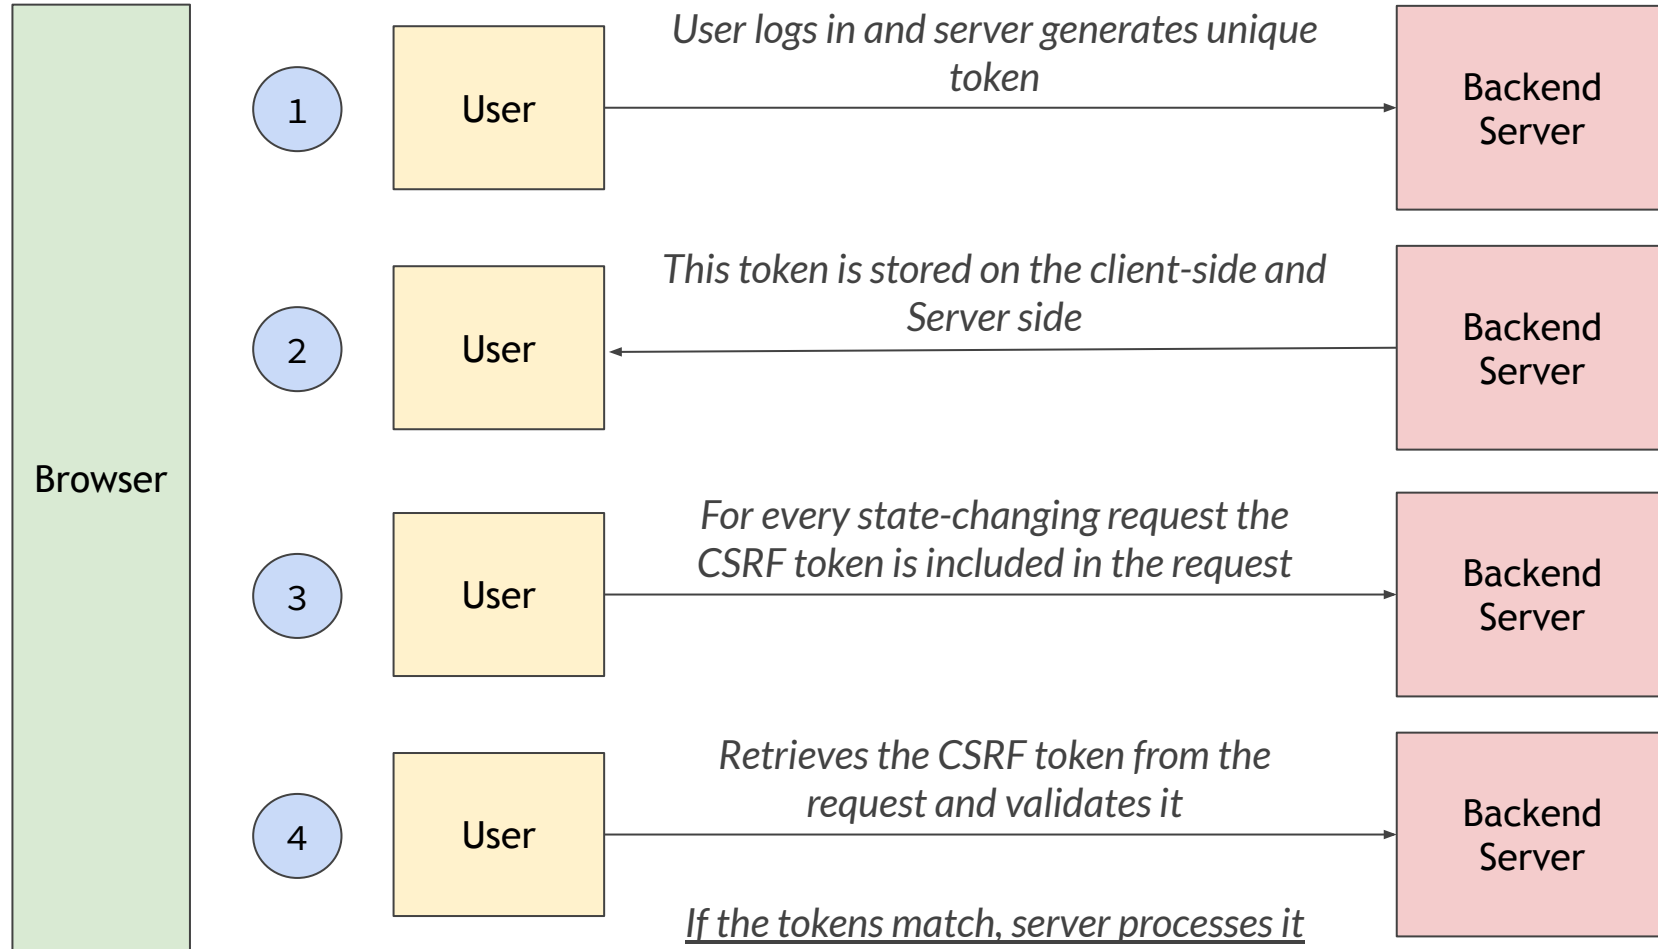 Browser
1
User
User logs in and server generates unique
token
Backend
Server
2
User
This token is stored on the client-side and
Server side
Backend
Server
3
User
For every state-changing request the
CSRF token is included in the request
Backend
Server
4
User
Retrieves the CSRF token from the
request and validates it
Backend
Server
If the tokens match, server processes it